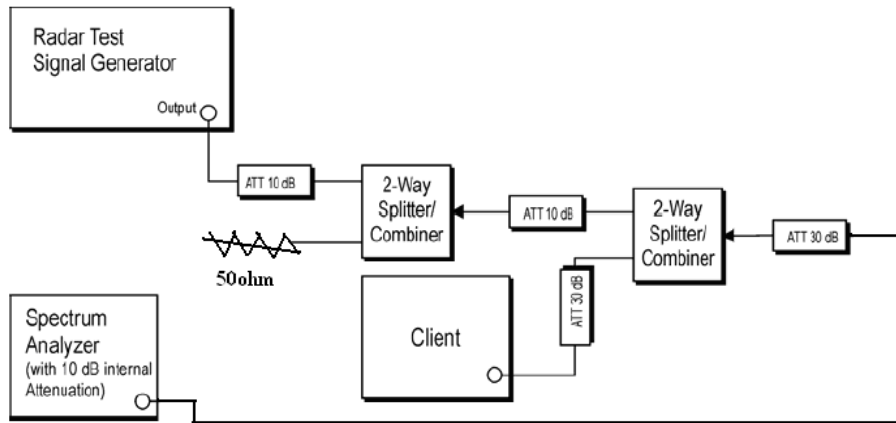 Radar Test
Signal Generator
Output
ATT 10 dB
2-Way
Splitter/
Combiner
ATT 10 dB
2-Way
Splitter/
Combiner
ATT 30 dB
50ohm
ATT 30 dB
Client
Spectrum
Analyzer
(with 10 dB internal
Attenuation)